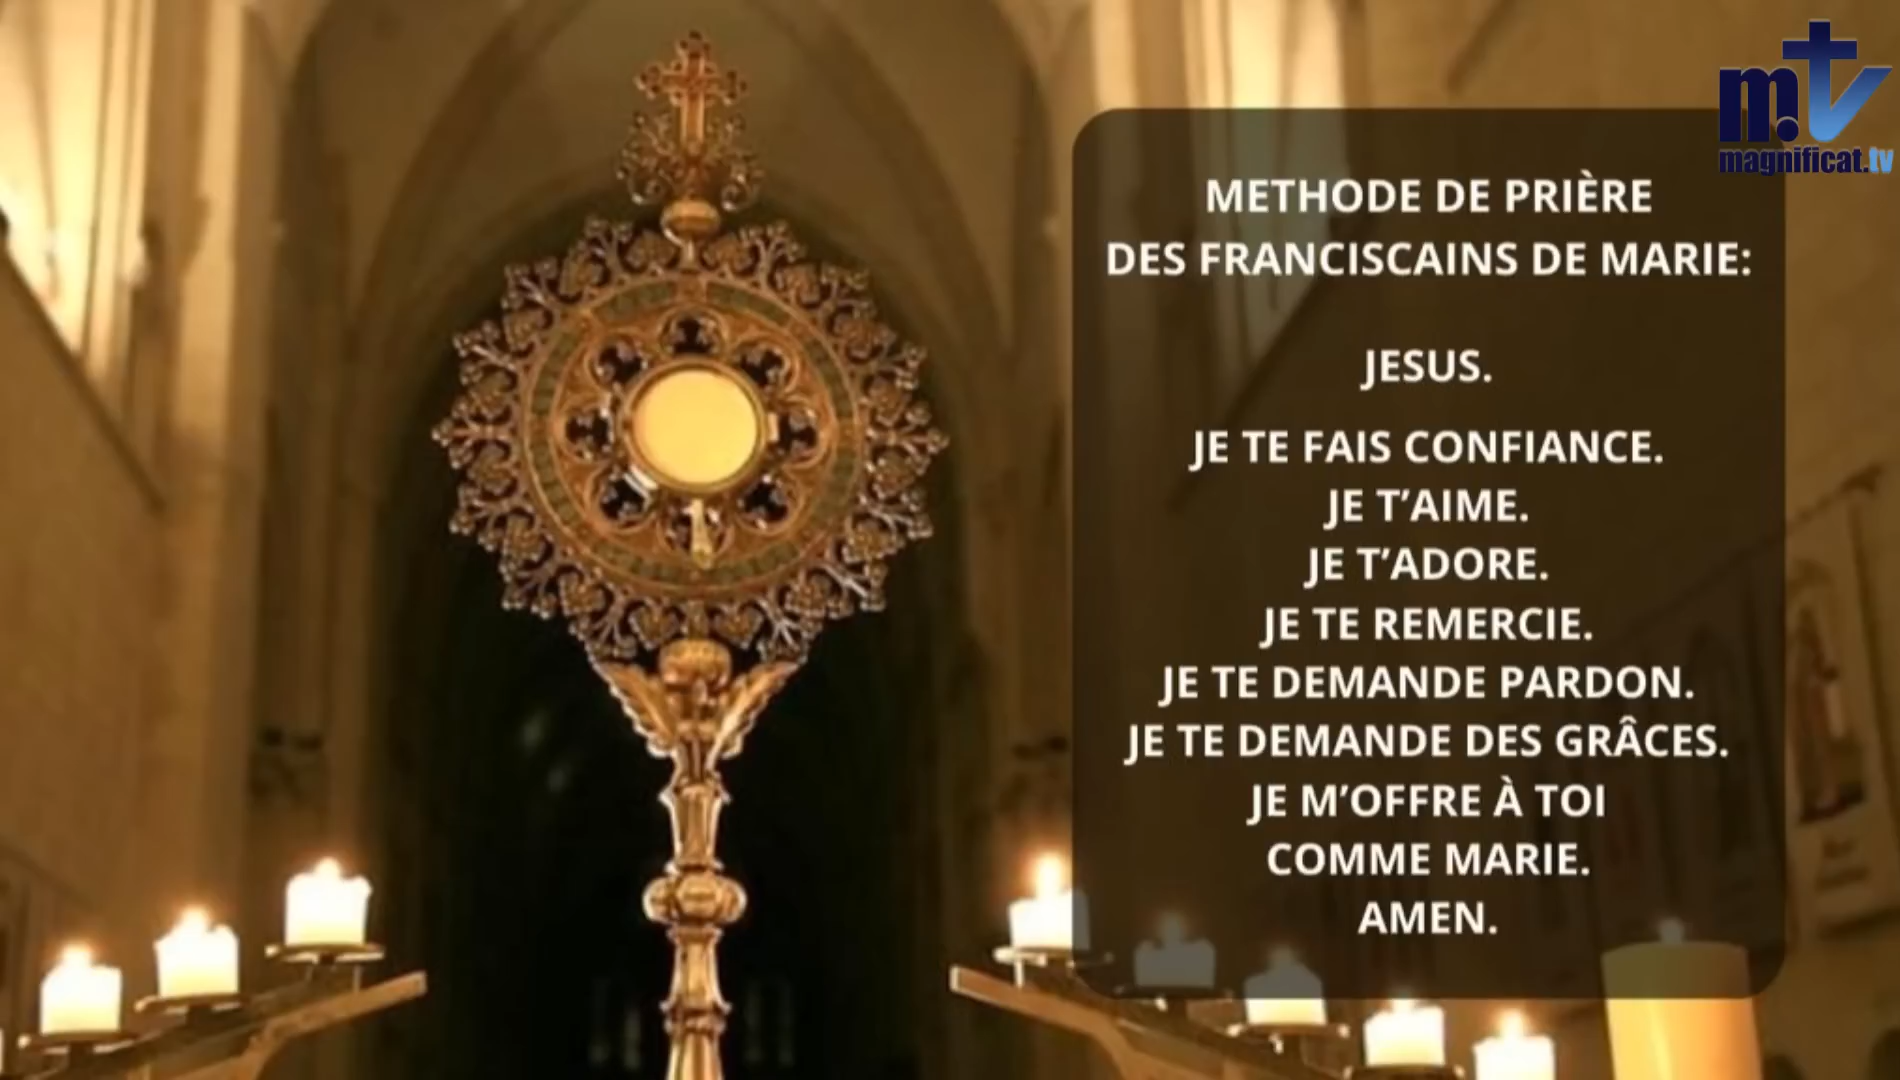 mtv
magnificat.tv
METHODE DE PRIÈRE
DES FRANCISCAINS DE MARIE:
JESUS.
JE TE FAIS CONFIANCE.
JE T’AIME.
JE T’ADORE.
JE TE REMERCIE.
JE TE DEMANDE PARDON.
JE TE DEMANDE DES GRÂCES.
JE M’OFFRE À TOI
COMME MARIE.
AMEN.